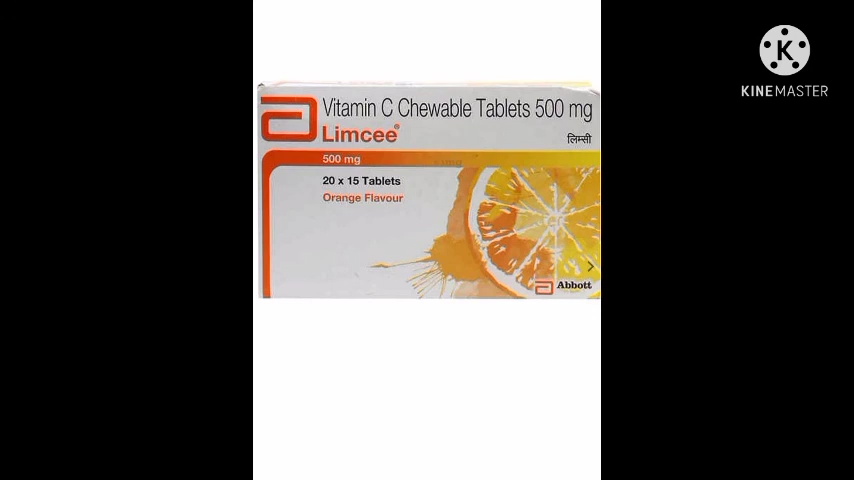 Vitamin C Chewable Tablets 500 mg
Limcee®
लिम्सी
500 mg
20 x 15 Tablets
Orange Flavour
Abbott
K
KINEMASTER